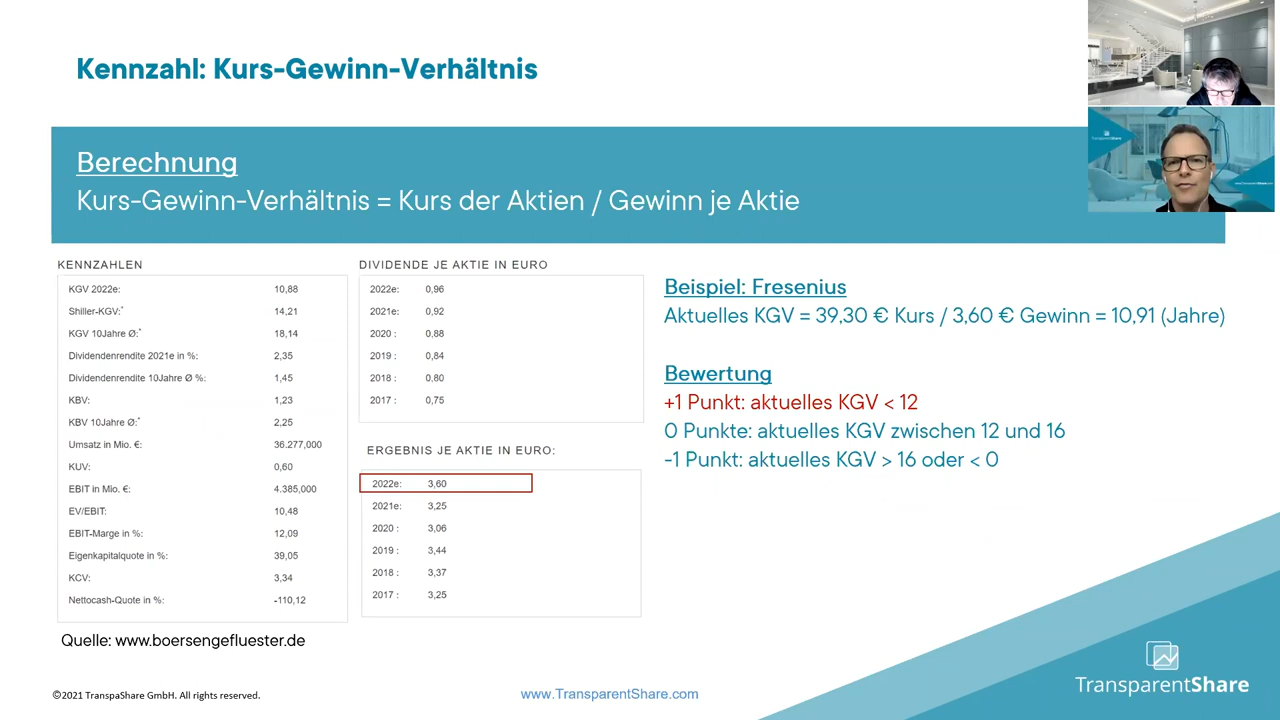 Kennzahl: Kurs-Gewinn-Verhältnis
Berechnung
Kurs-Gewinn-Verhältnis = Kurs der Aktien / Gewinn je Aktie
KENNZAHLEN
KGV 2022e: 10,88
Shiller-KGV:* 14,21
KGV 10Jahre Ø:* 18,14
Dividendenrendite 2021e in %: 2,35
Dividendenrendite 10Jahre Ø %: 1,45
KBV: 1,23
KBV 10Jahre Ø:* 2,25
Umsatz in Mio. €: 36.277,000
KUV: 0,60
EBIT in Mio. €: 4.385,000
EV/EBIT: 10,48
EBIT-Marge in %: 12,09
Eigenkapitalquote in %: 39,05
KCV: 3,34
Nettocash-Quote in %: -110,12
DIVIDENDE JE AKTIE IN EURO
2022e: 0,96
2021e: 0,92
2020 : 0,88
2019 : 0,84
2018 : 0,80
2017 : 0,75
ERGEBNIS JE AKTIE IN EURO:
2022e: 3,60
2021e: 3,25
2020 : 3,06
2019 : 3,44
2018 : 3,37
2017 : 3,25
Beispiel: Fresenius
Aktuelles KGV = 39,30 € Kurs / 3,60 € Gewinn = 10,91 (Jahre)
Bewertung
+1 Punkt: aktuelles KGV < 12
0 Punkte: aktuelles KGV zwischen 12 und 16
-1 Punkt: aktuelles KGV > 16 oder < 0
Quelle: www.boersengefluester.de
©2021 TranspaShare GmbH. All rights reserved.
www.TransparentShare.com
TransparentShare